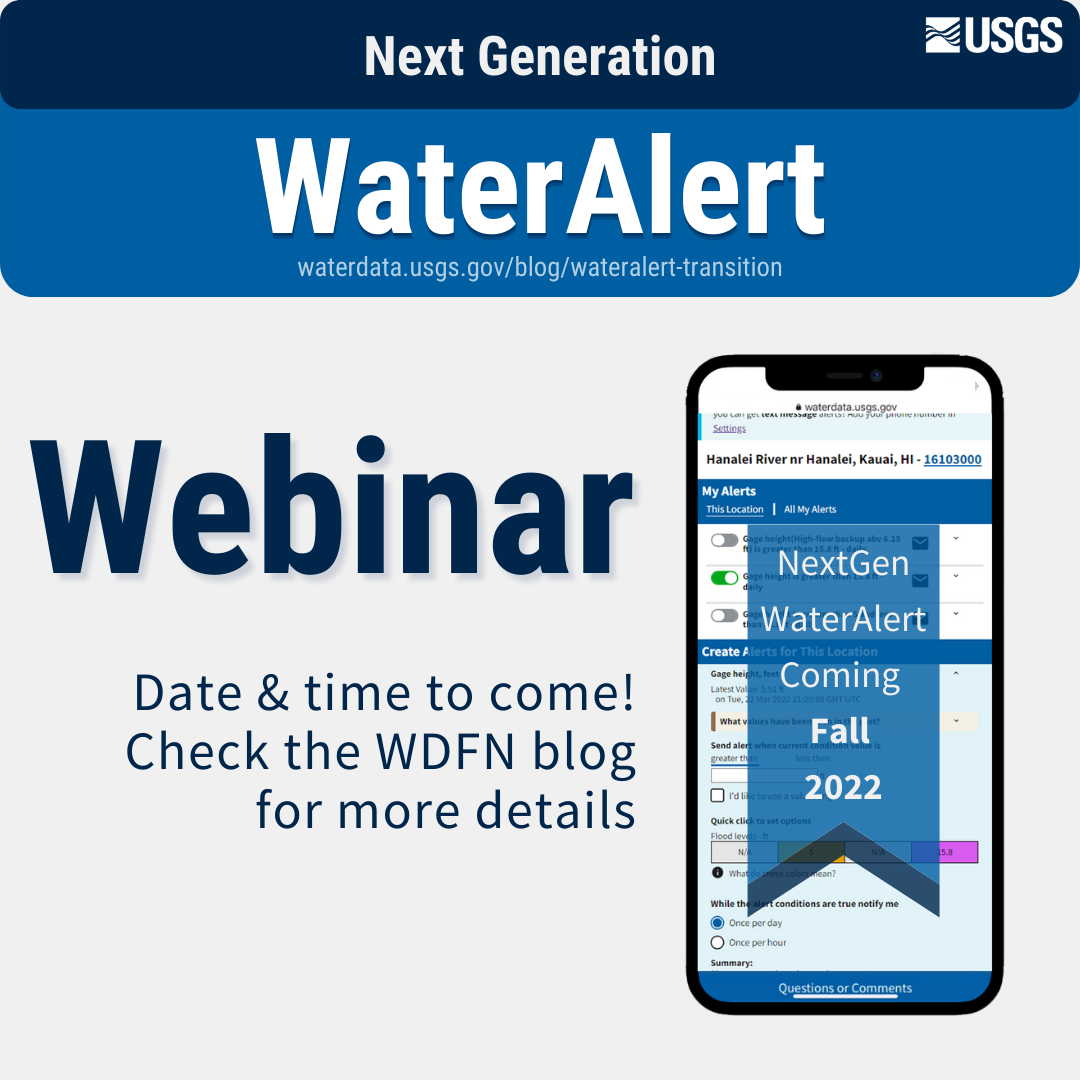 Next Generation
USGS
WaterAlert
waterdata.usgs.gov/blog/wateralert-transition
Webinar
Date & time to come!
Check the WDFN blog
for more details
waterdata.usgs.gov
you can get text message alerts! Add your phone number in
Settings
Hanalei River nr Hanalei, Kauai, HI - 16103000
My Alerts
This Location | All My Alerts
Gage height(High-flow backup abv 6.15
ft) is greater than 15.8 ft - daily
Gage height is greater than 15.8 ft
daily
NextGen
WaterAlert
Coming
Fall
2022
Create Alerts for This Location
Gage height, feet
Latest Value: 5.51 ft
on Tue, 22 Mar 2022 21:20:00 GMT UTC
What values have been seen in the past?
Send alert when current condition value is
greater than less than
I'd like to use a
Quick click to set options
Flood levels - ft
N/A N/A 15.8
What do these colors mean?
While the alert conditions are true notify me
Once per day
Once per hour
Summary:
Questions or Comments